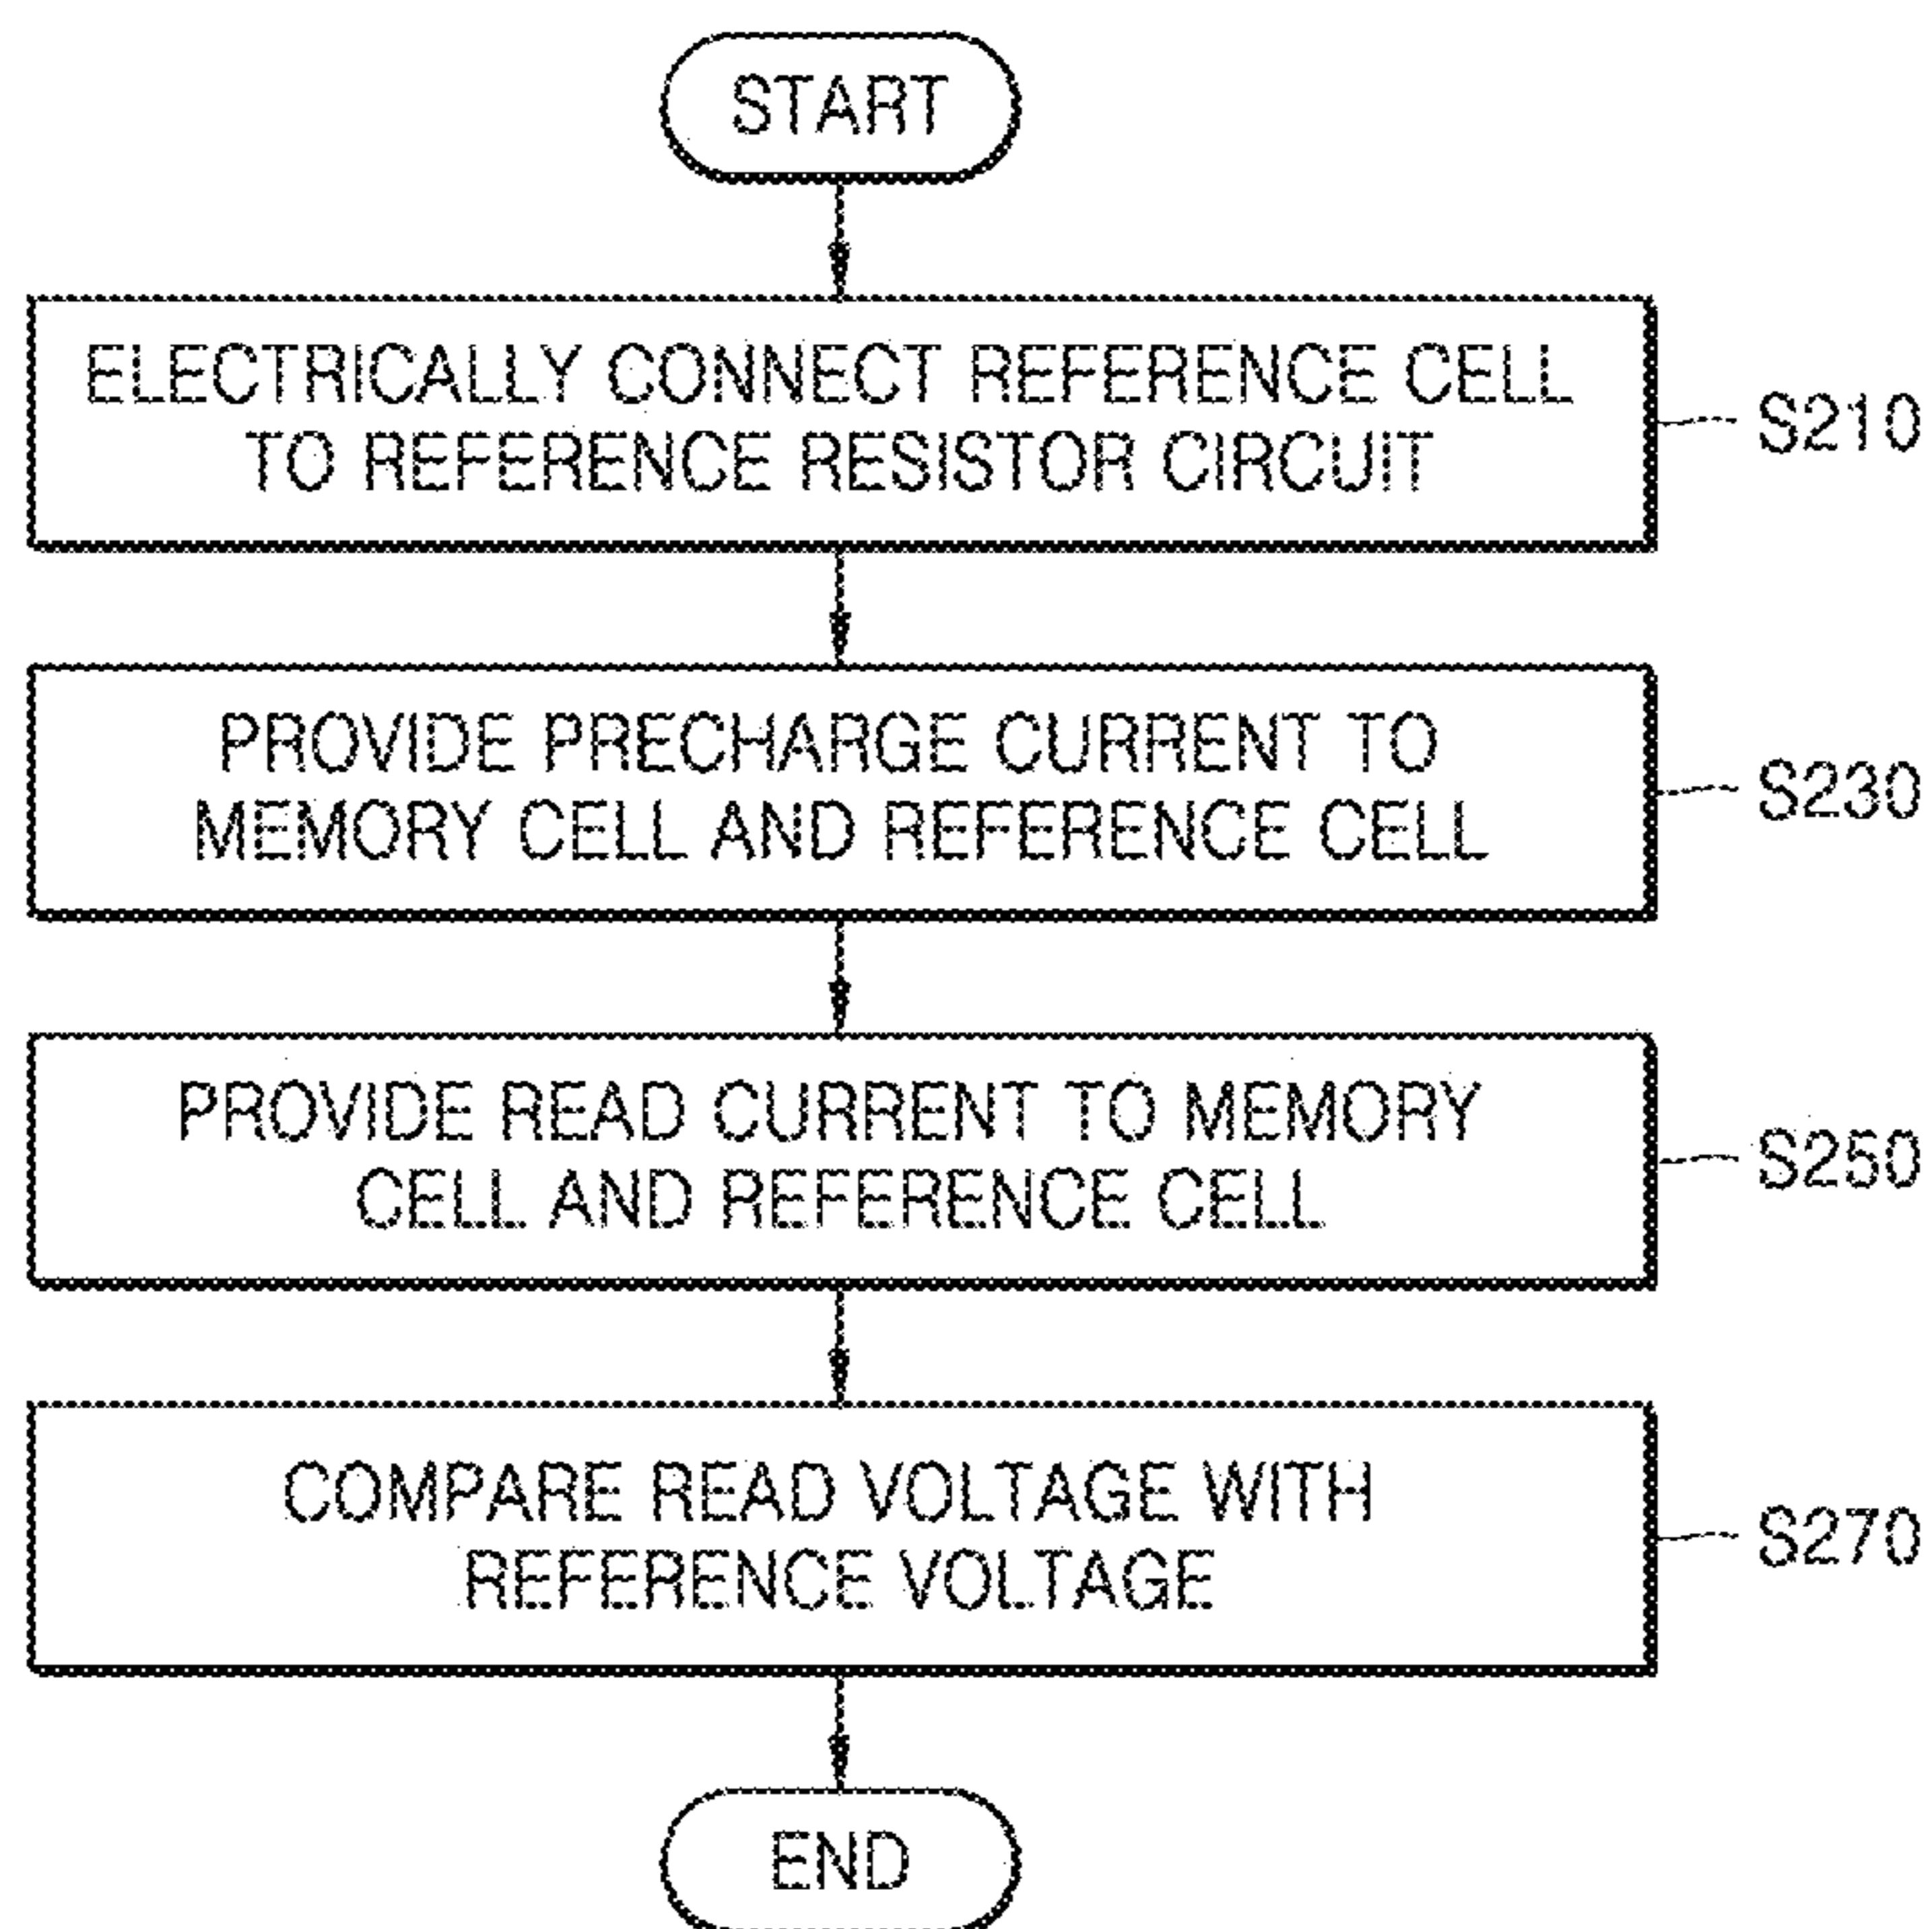 START
ELECTRICALLY CONNECT REFERENCE CELL
TO REFERENCE RESISTOR CIRCUIT
S210
PROVIDE PRECHARGE CURRENT TO
MEMORY CELL AND REFERENCE CELL
S230
PROVIDE READ CURRENT TO MEMORY
CELL AND REFERENCE CELL
S250
COMPARE READ VOLTAGE WITH
REFERENCE VOLTAGE
S270
END